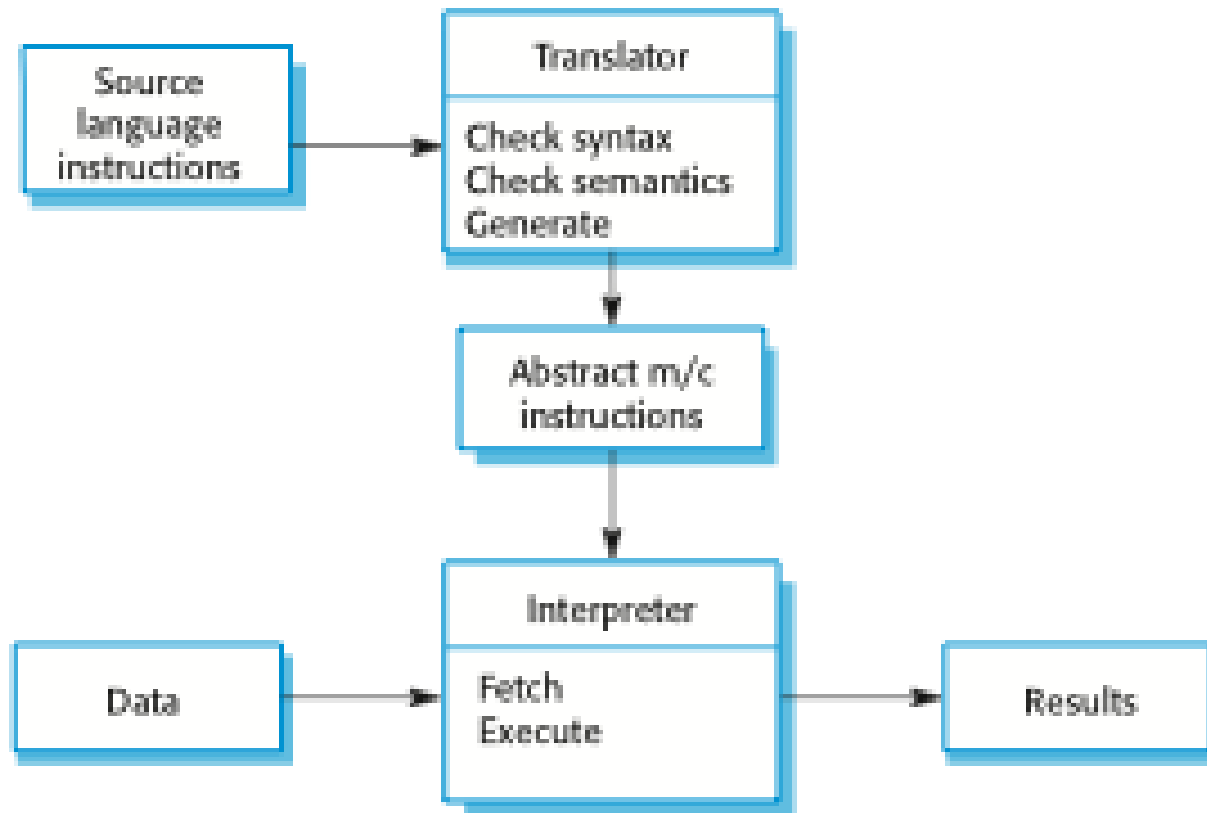 Source
language
instructions
Translator
Check syntax
Check semantics
Generate
Abstract m/c
instructions
Interpreter
Fetch
Execute
Data
Results